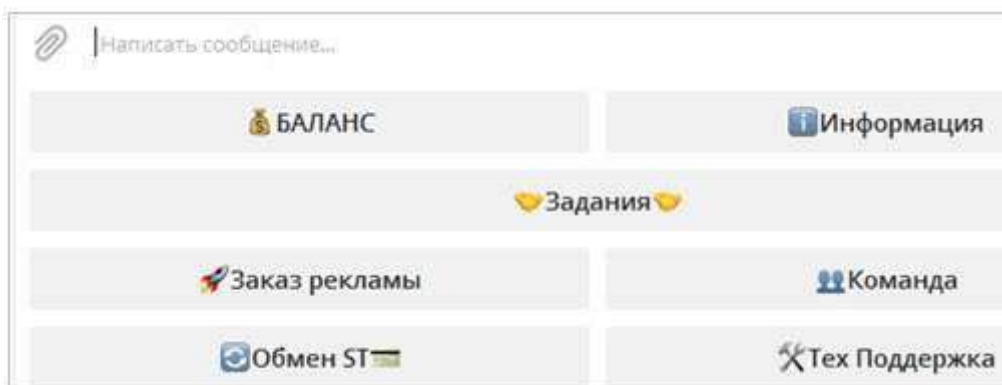 Написать сообщение...
💰БАЛАНС
ℹ️Информация
🤝Задания🤝
🚀Заказ рекламы
👥Команда
🔄Обмен ST💳
🛠Тех Поддержка